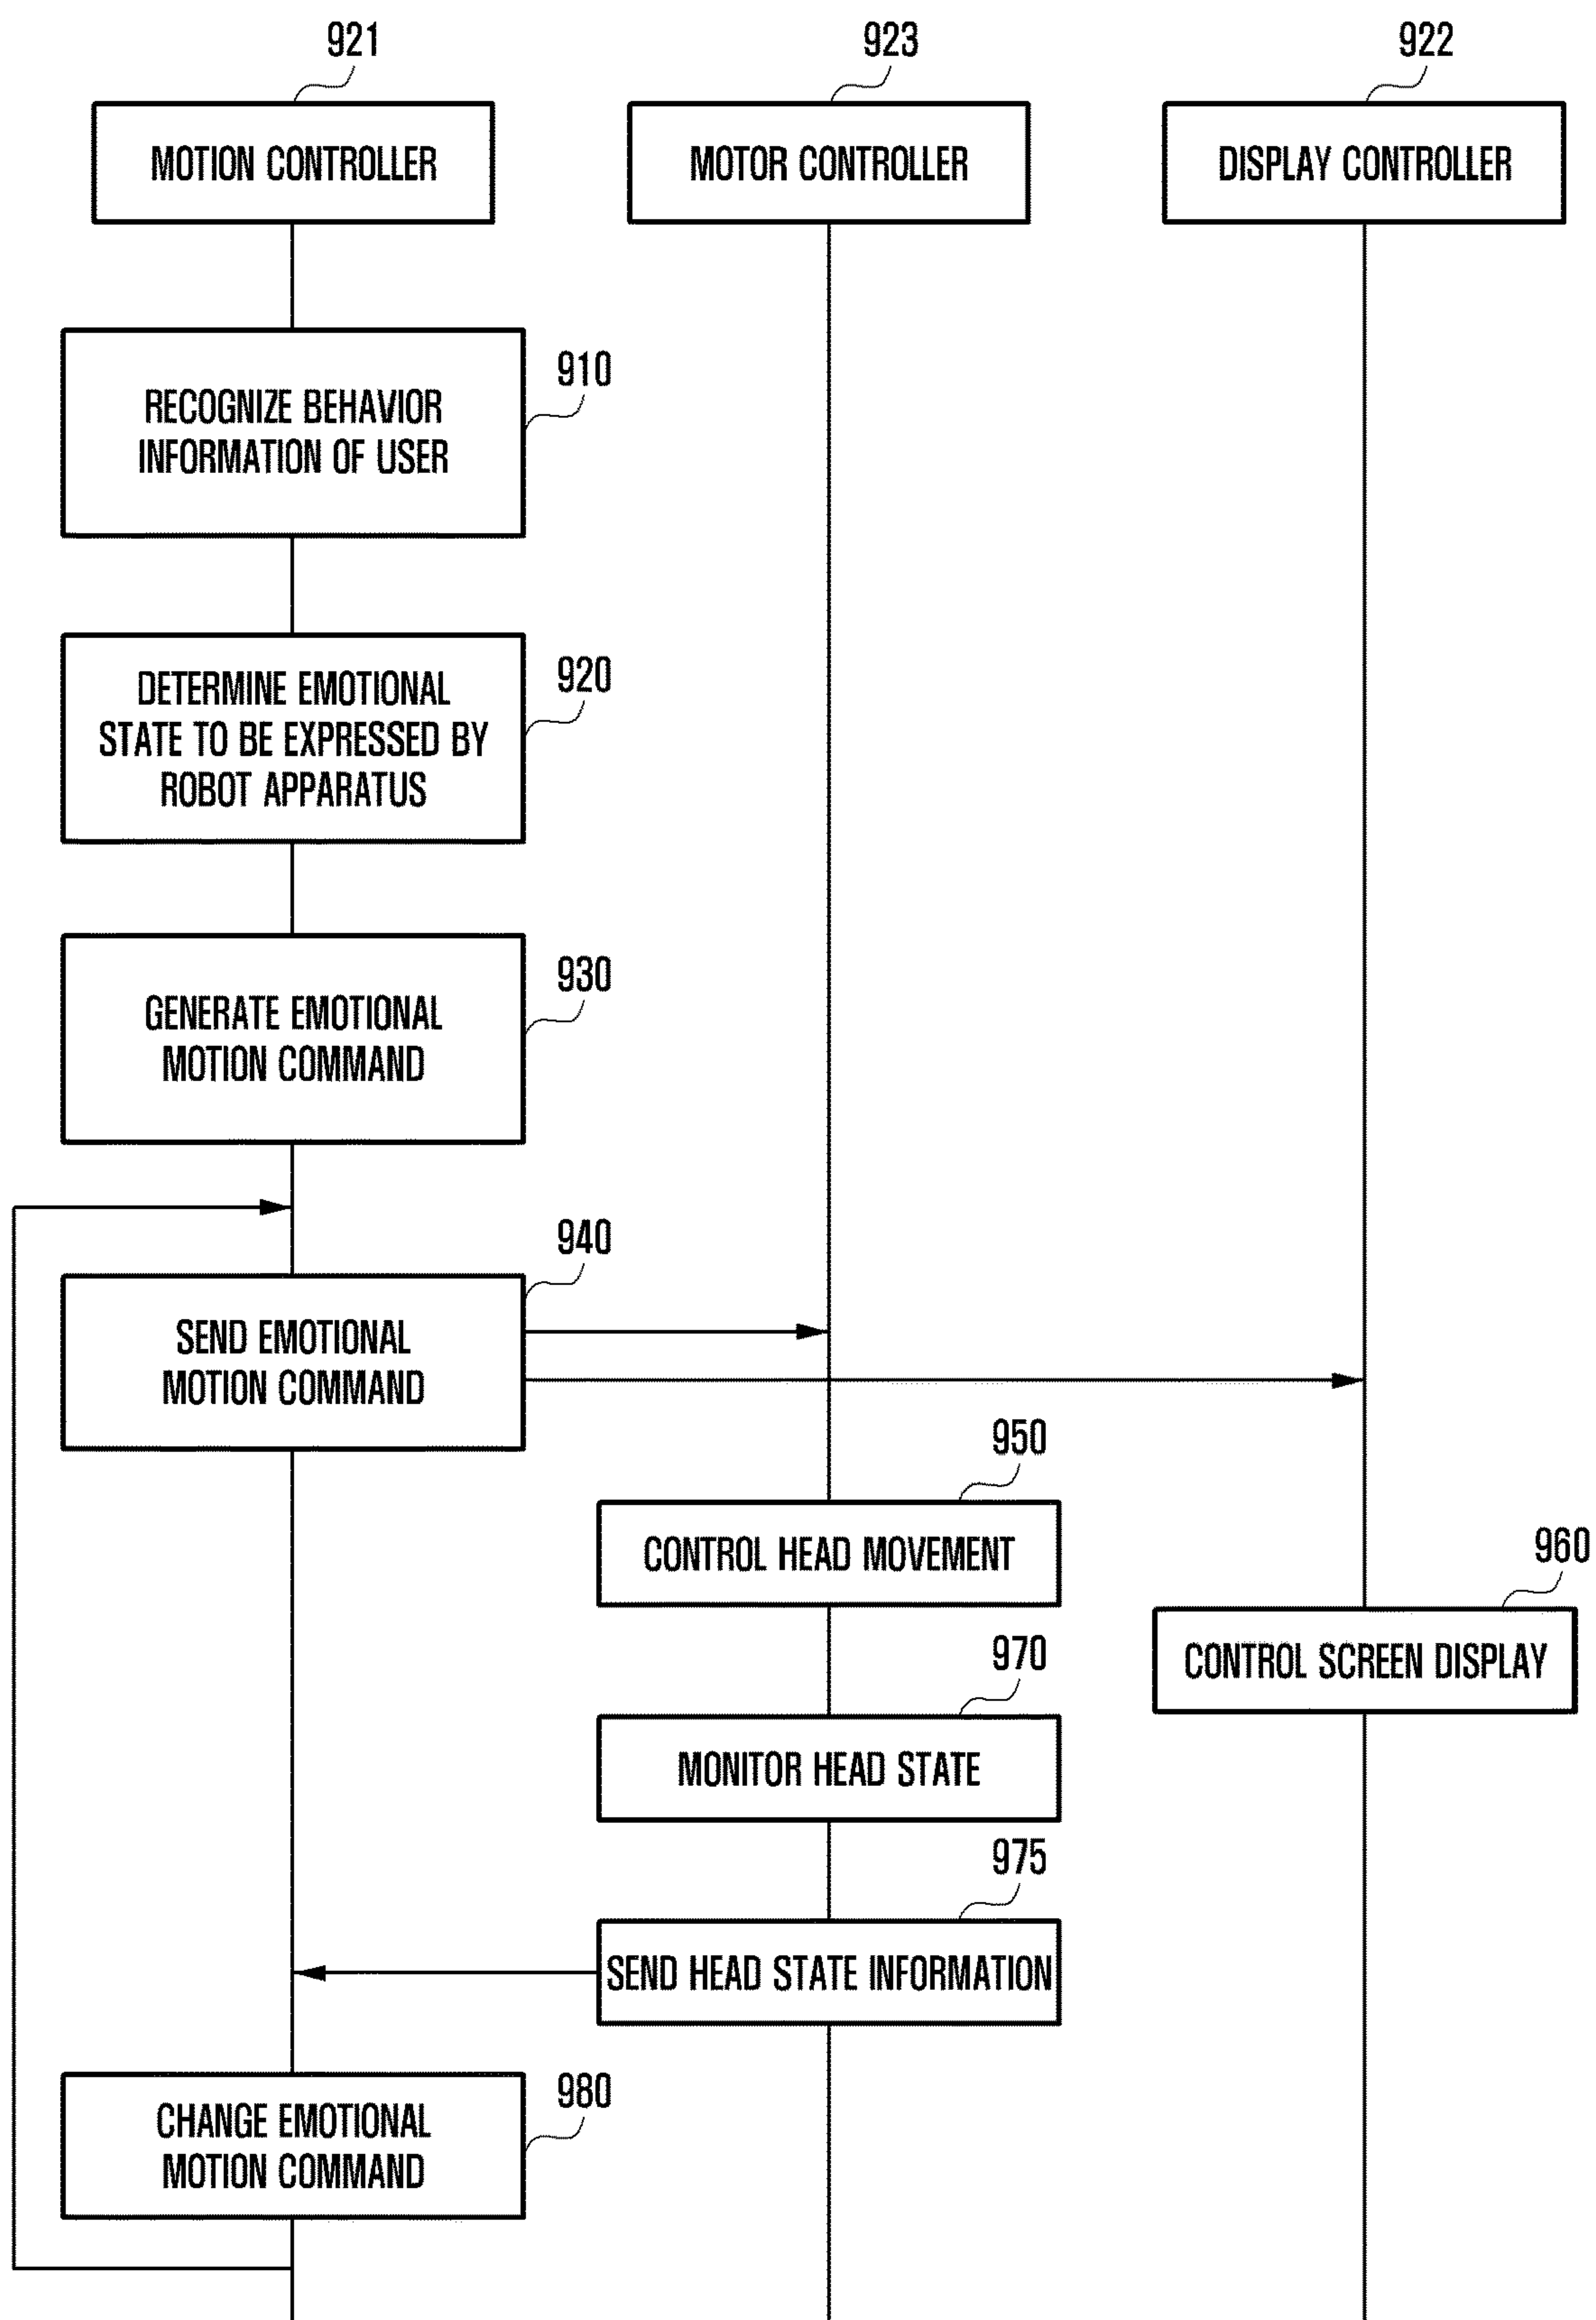 921
923
922
MOTION CONTROLLER
MOTOR CONTROLLER
DISPLAY CONTROLLER
910
RECOGNIZE BEHAVIOR
INFORMATION OF USER
920
DETERMINE EMOTIONAL
STATE TO BE EXPRESSED BY
ROBOT APPARATUS
930
GENERATE EMOTIONAL
MOTION COMMAND
940
SEND EMOTIONAL
MOTION COMMAND
950
CONTROL HEAD MOVEMENT
960
CONTROL SCREEN DISPLAY
970
MONITOR HEAD STATE
975
SEND HEAD STATE INFORMATION
980
CHANGE EMOTIONAL
MOTION COMMAND